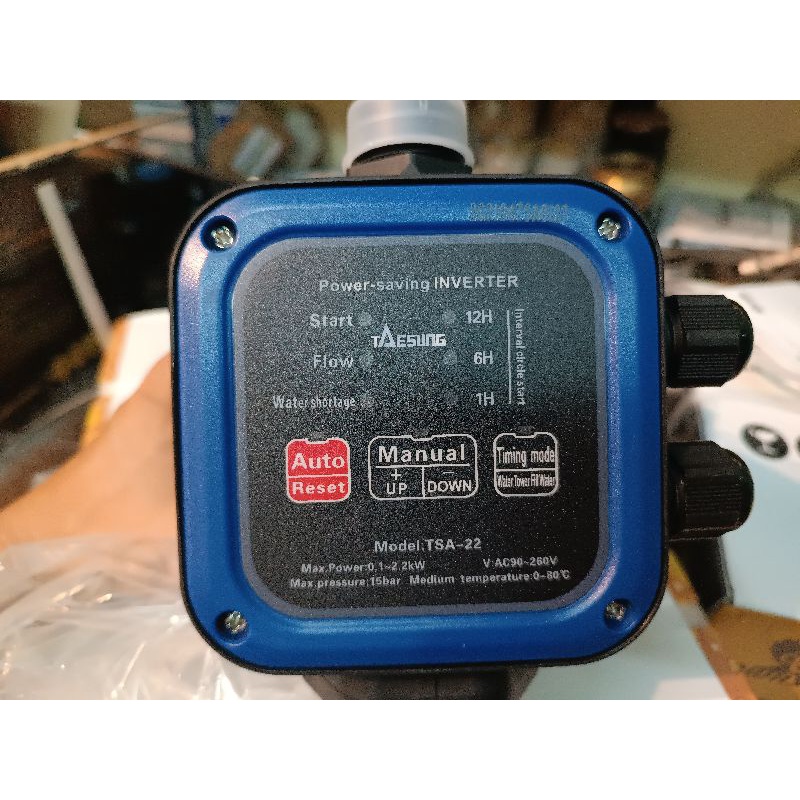 Power-saving INVERTER
Start 12H
TAESUNG
Flow 6H
Water shortage 1H
Interval dicle start
Auto
Reset
Manual
+ −
UP DOWN
Timing mode
Water Tower Fill Water
Model.TSA-22
Max.Power:0.1~2.2kW V:AC90~260V
Max.pressure:15bar Medium temperature:0~80℃